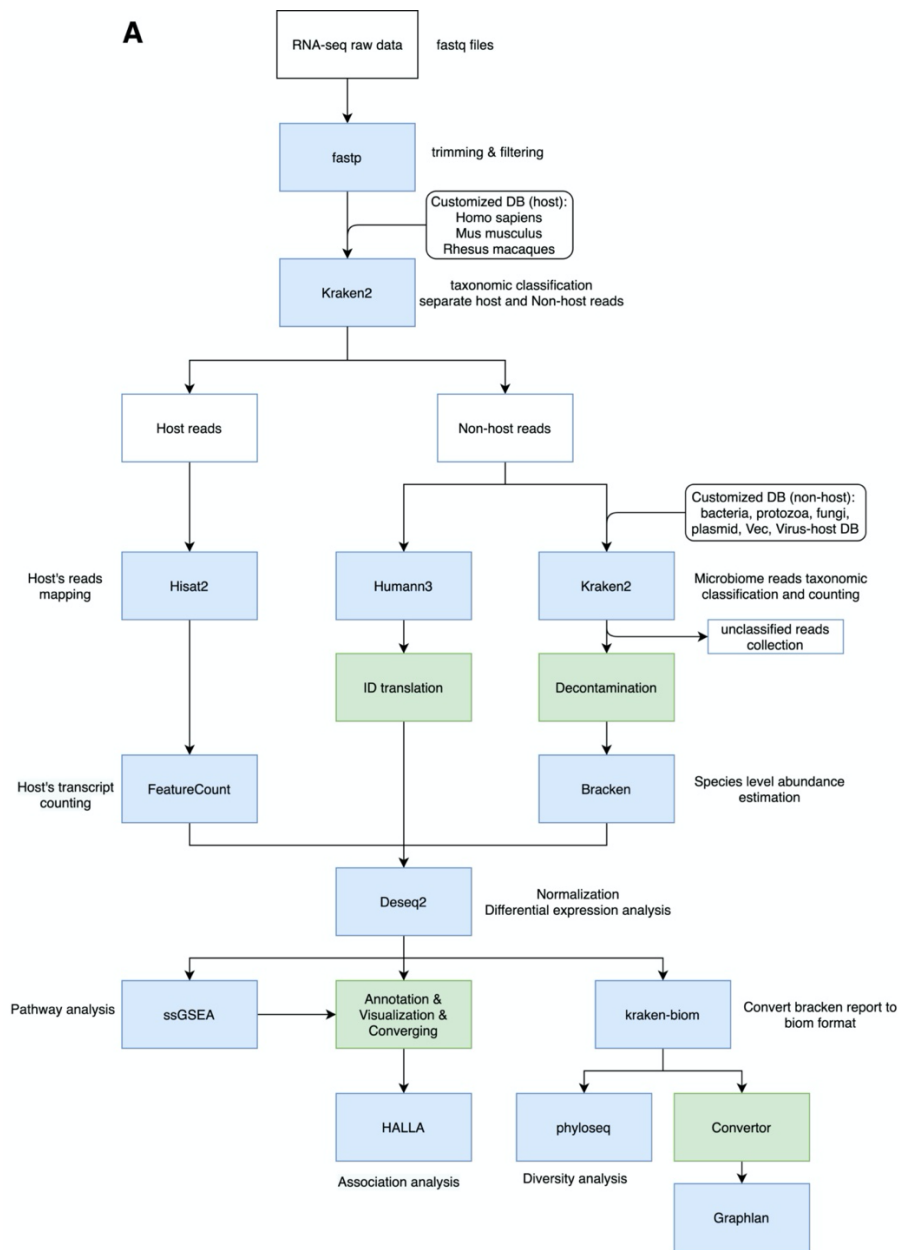 A
RNA-seq raw data
fastq files
fastp
trimming & filtering
Customized DB (host):
Homo sapiens
Mus musculus
Rhesus macaques
Kraken2
taxonomic classification
separate host and Non-host reads
Host reads
Non-host reads
Customized DB (non-host):
bacteria, protozoa, fungi,
plasmid, Vec, Virus-host DB
Host's reads
mapping
Hisat2
Humann3
Kraken2
Microbiome reads taxonomic
classification and counting
unclassified reads
collection
ID translation
Decontamination
Host's transcript
counting
FeatureCount
Bracken
Species level abundance
estimation
Deseq2
Normalization
Differential expression analysis
Pathway analysis
ssGSEA
Annotation &
Visualization &
Converging
kraken-biom
Convert bracken report to
biom format
HALLA
phyloseq
Convertor
Association analysis
Diversity analysis
Graphlan